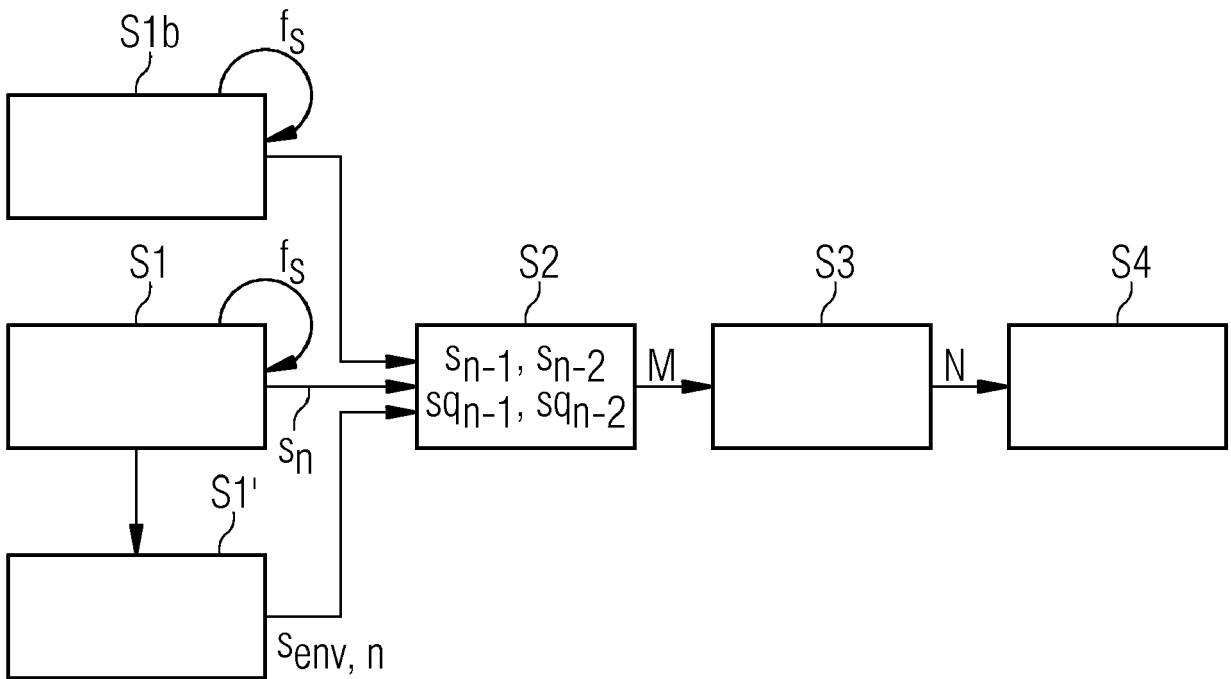 S1b
fS
S1
fS
S2
S3
S4
sn-1, sn-2
sqn-1, sqn-2
M
N
sn
S1'
senv, n